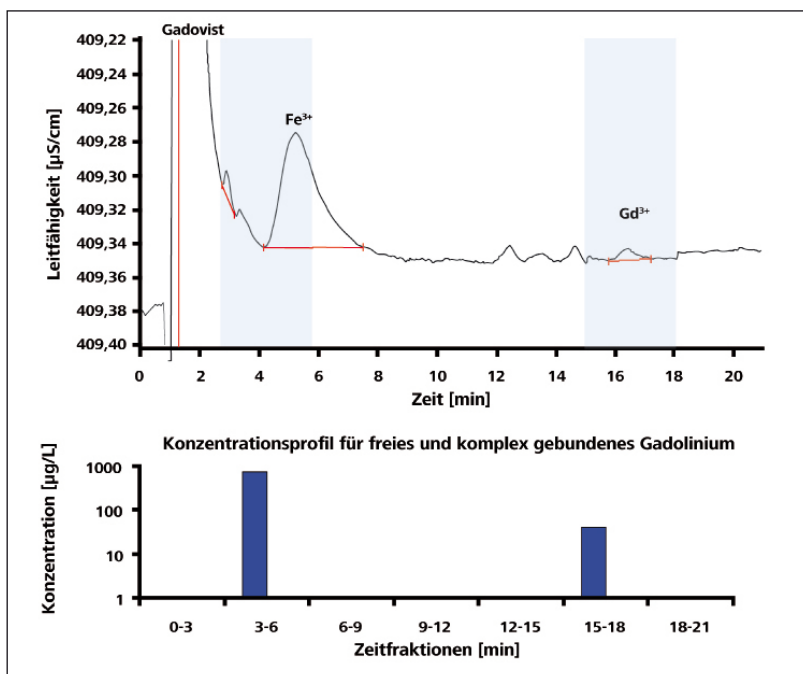 Gadovist
409,22
409,24
409,26
409,28
409,30
409,32
409,34
409,36
409,38
409,40
Leitfähigkeit [µS/cm]
Fe³⁺
Gd³⁺
0 2 4 6 8 10 12 14 16 18 20
Zeit [min]
Konzentrationsprofil für freies und komplex gebundenes Gadolinium
Konzentration [µg/L]
1000
100
10
1
0-3 3-6 6-9 9-12 12-15 15-18 18-21
Zeitfraktionen [min]